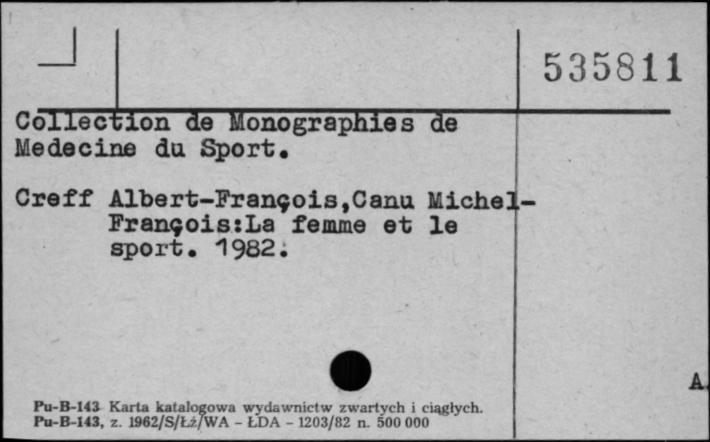 535811
Collection de Monographies de
Medecine du Sport.
Creff Albert-François,Canu Michel-
François:La femme et le
sport. 1982.
A.
Pu-B-143 Karta katalogowa wydawnictw zwartych i ciągłych.
Pu-B-143, z. 1962/S/Łż/WA - ŁDA - 1203/82 n. 500 000